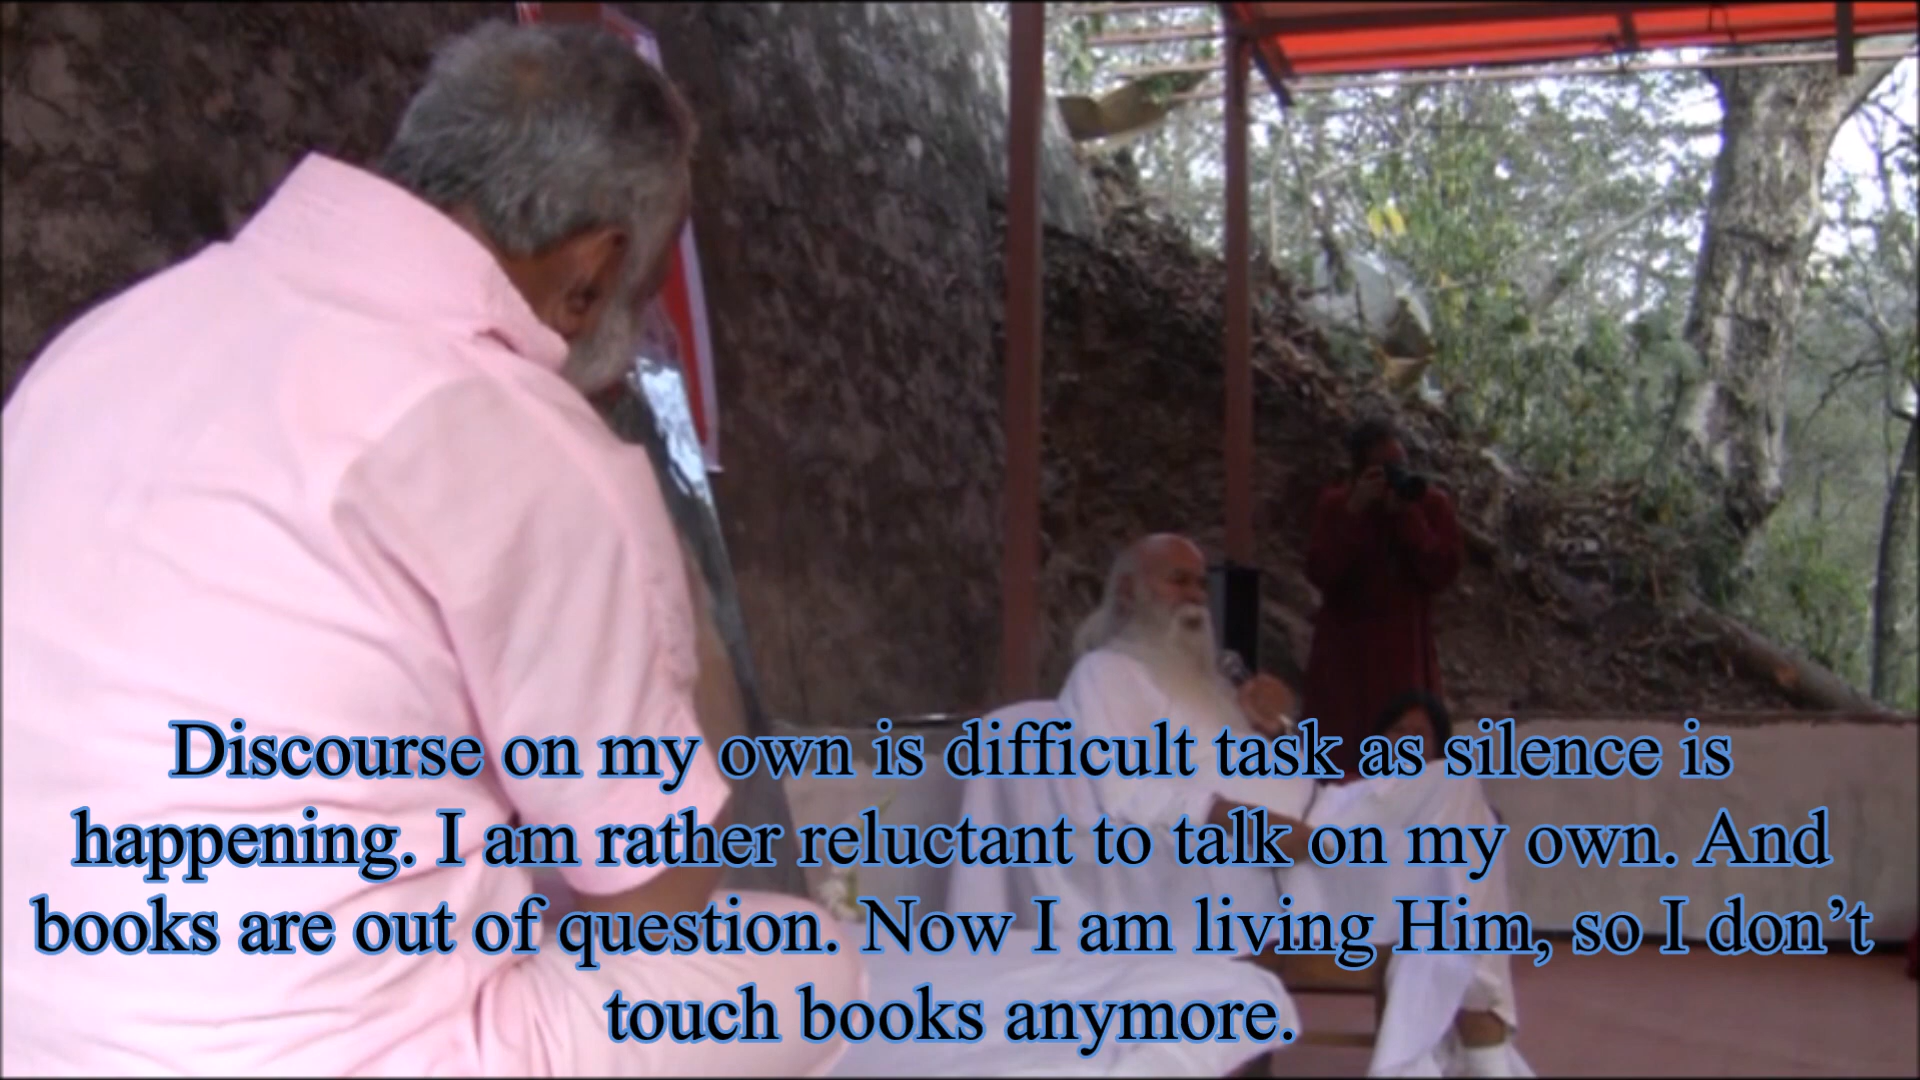 Discourse on my own is difficult task as silence is
happening. I am rather reluctant to talk on my own. And
books are out of question. Now I am living Him, so I don’t
touch books anymore.